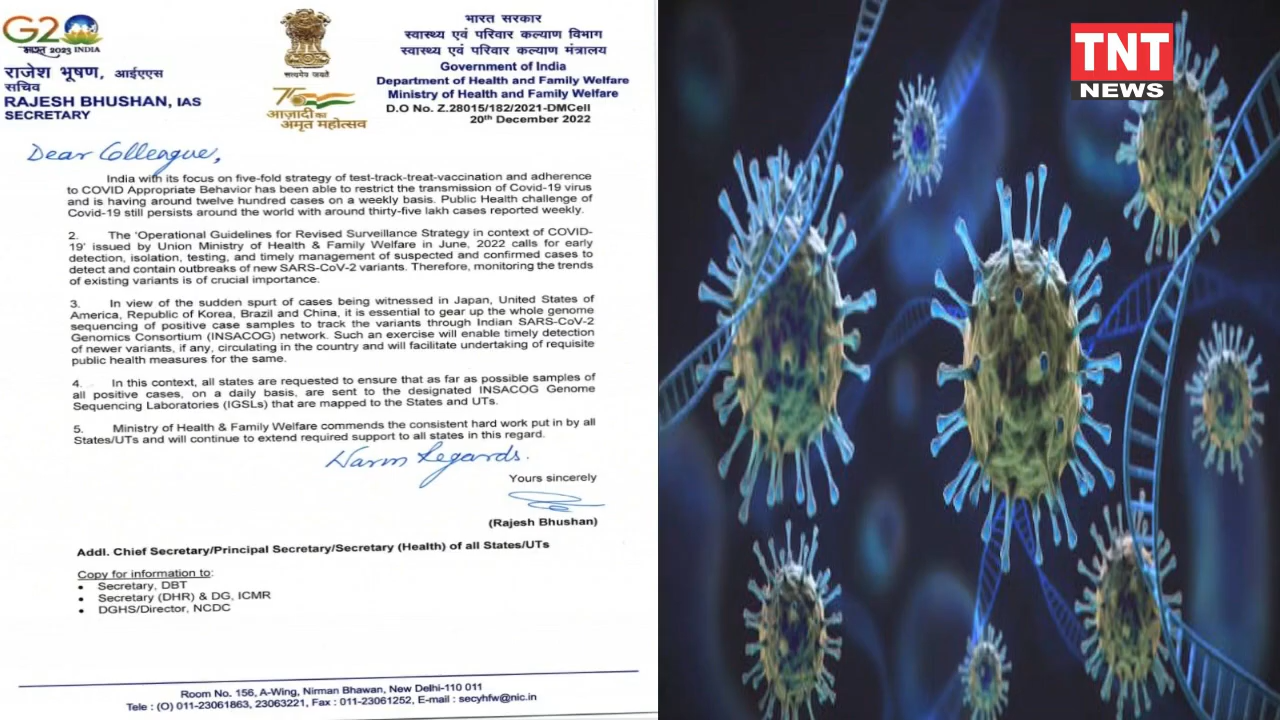 G2
भारत 2023 INDIA
राजेश भूषण, आईएएस
सचिव
RAJESH BHUSHAN, IAS
SECRETARY
सत्यमेव जयते
75
आज़ादी का
अमृत महोत्सव
भारत सरकार
स्वास्थ्य एवं परिवार कल्याण विभाग
स्वास्थ्य एवं परिवार कल्याण मंत्रालय
Government of India
Department of Health and Family Welfare
Ministry of Health and Family Welfare
D.O No. Z.28015/182/2021-DMCell
20th December 2022
Dear Colleague,
India with its focus on five-fold strategy of test-track-treat-vaccination and adherence
to COVID Appropriate Behavior has been able to restrict the transmission of Covid-19 virus
and is having around twelve hundred cases on a weekly basis. Public Health challenge of
Covid-19 still persists around the world with around thirty-five lakh cases reported weekly.
2. The 'Operational Guidelines for Revised Surveillance Strategy in context of COVID-
19' issued by Union Ministry of Health & Family Welfare in June, 2022 calls for early
detection, isolation, testing, and timely management of suspected and confirmed cases to
detect and contain outbreaks of new SARS-CoV-2 variants. Therefore, monitoring the trends
of existing variants is of crucial importance.
3. In view of the sudden spurt of cases being witnessed in Japan, United States of
America, Republic of Korea, Brazil and China, it is essential to gear up the whole genome
sequencing of positive case samples to track the variants through Indian SARS-CoV-2
Genomics Consortium (INSACOG) network. Such an exercise will enable timely detection
of newer variants, if any, circulating in the country and will facilitate undertaking of requisite
public health measures for the same.
4. In this context, all states are requested to ensure that as far as possible samples of
all positive cases, on a daily basis, are sent to the designated INSACOG Genome
Sequencing Laboratories (IGSLs) that are mapped to the States and UTs.
5. Ministry of Health & Family Welfare commends the consistent hard work put in by all
States/UTs and will continue to extend required support to all states in this regard.
Warm Regards.
Yours sincerely
(Rajesh Bhushan)
Addl. Chief Secretary/Principal Secretary/Secretary (Health) of all States/UTs
Copy for information to:
• Secretary, DBT
• Secretary (DHR) & DG, ICMR
• DGHS/Director, NCDC
Room No. 156, A-Wing, Nirman Bhawan, New Delhi-110 011
Tele : (O) 011-23061863, 23063221, Fax : 011-23061252, E-mail : secyhfw@nic.in
TNT
NEWS